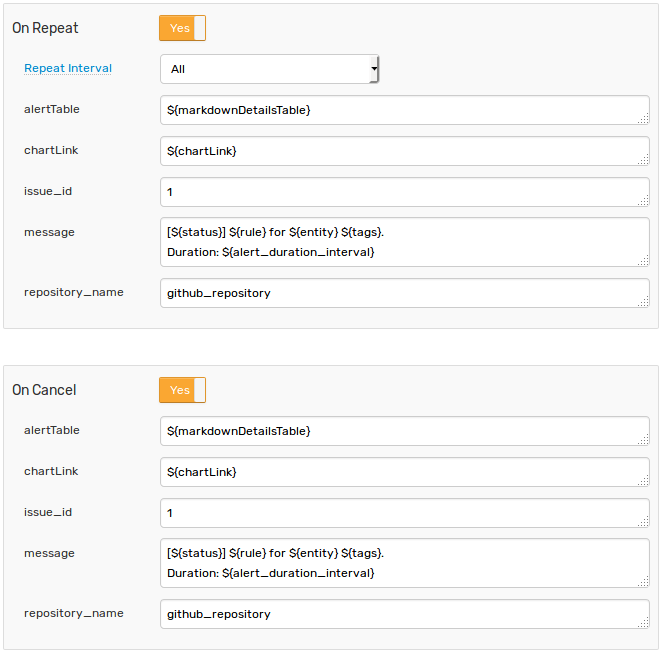 On Repeat Yes
Repeat Interval All
alertTable ${markdownDetailsTable}
chartLink ${chartLink}
issue_id 1
message [${status}] ${rule} for ${entity} ${tags}.
Duration: ${alert_duration_interval}
repository_name github_repository
On Cancel Yes
alertTable ${markdownDetailsTable}
chartLink ${chartLink}
issue_id 1
message [${status}] ${rule} for ${entity} ${tags}.
Duration: ${alert_duration_interval}
repository_name github_repository